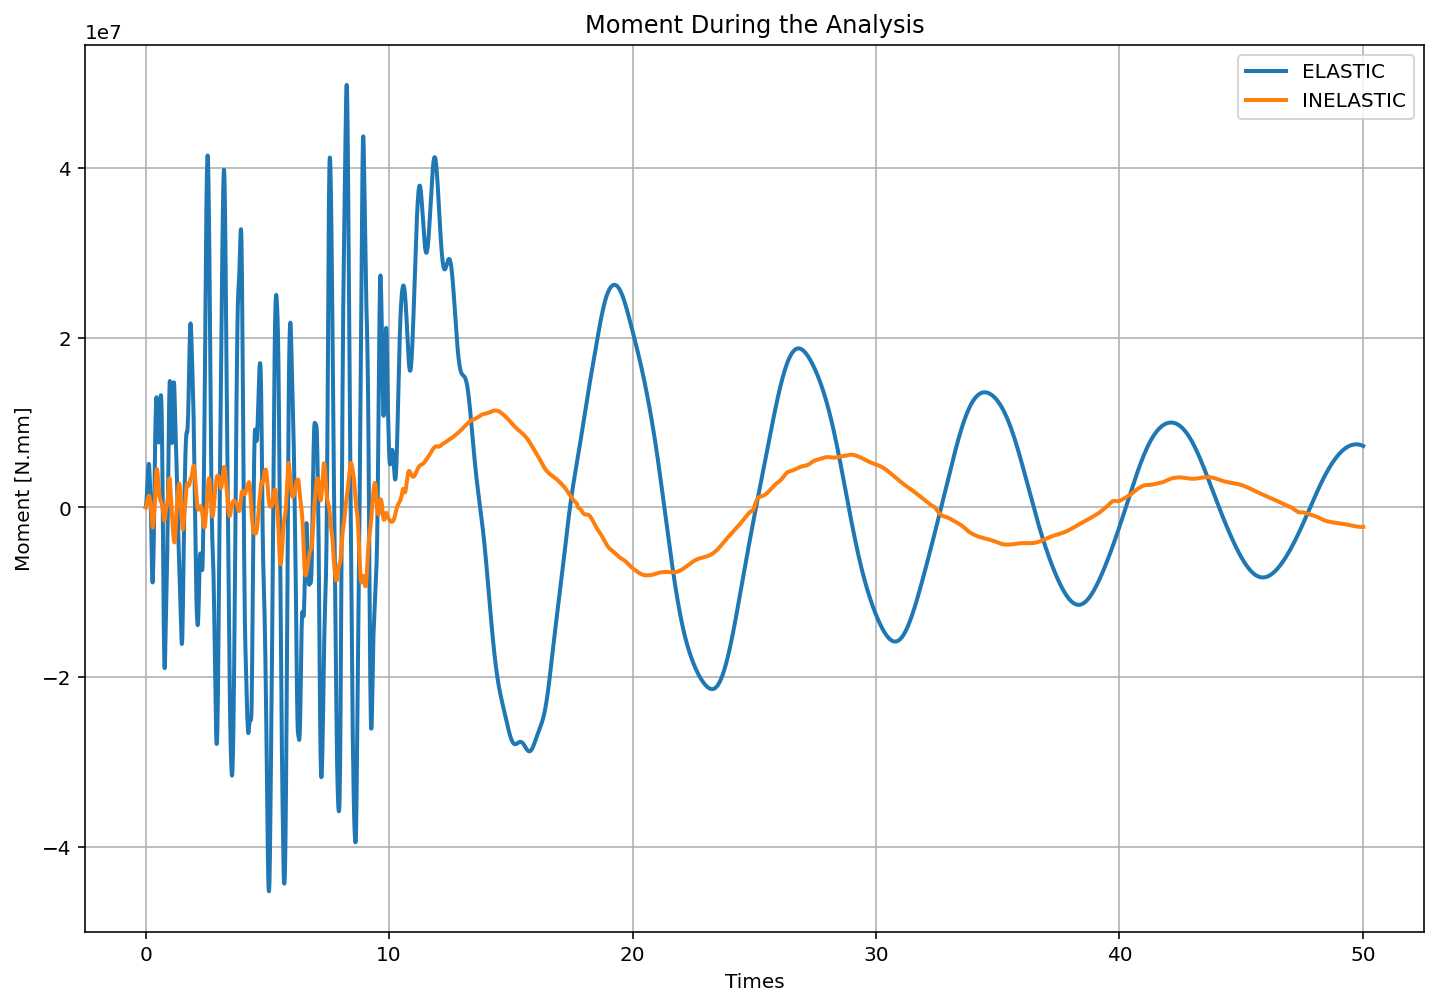 Moment During the Analysis
1e7
ELASTIC
INELASTIC
Moment [N.mm]
4
2
0
−2
−4
0 10 20 30 40 50
Times